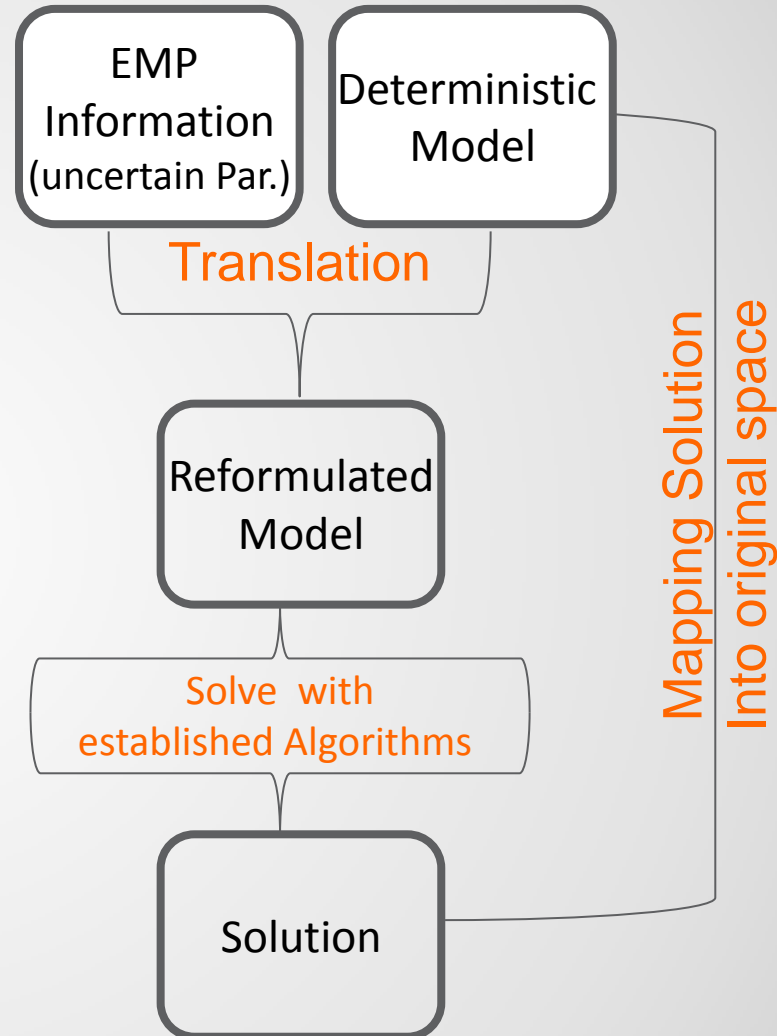 EMP
Information
(uncertain Par.)
Deterministic
Model
Translation
Reformulated
Model
Solve with
established Algorithms
Solution
Mapping Solution
Into original space